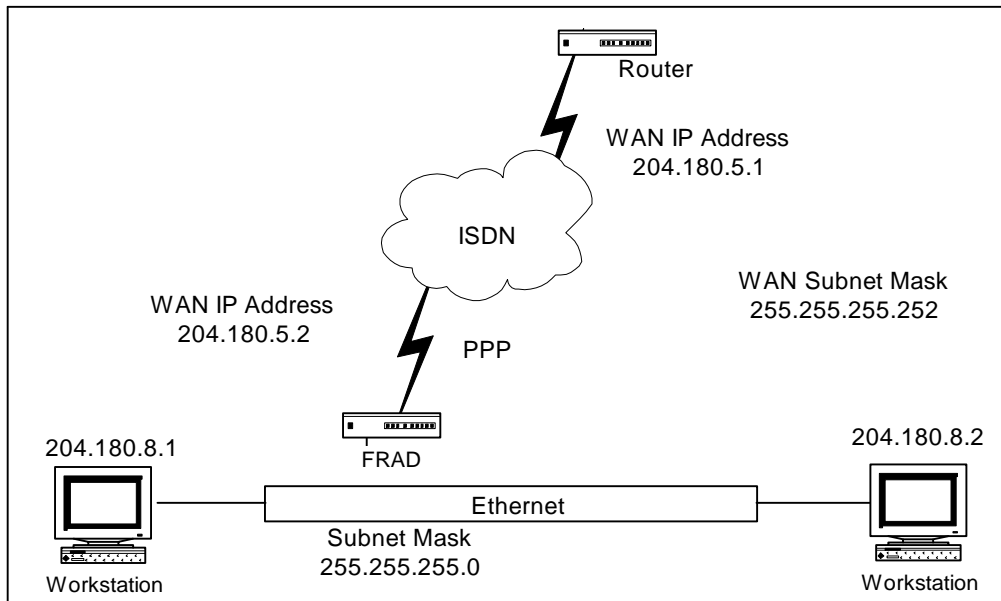 Router
WAN IP Address
204.180.5.1
ISDN
WAN Subnet Mask
255.255.255.252
WAN IP Address
204.180.5.2
PPP
FRAD
204.180.8.1
204.180.8.2
Ethernet
Subnet Mask
255.255.255.0
Workstation
Workstation